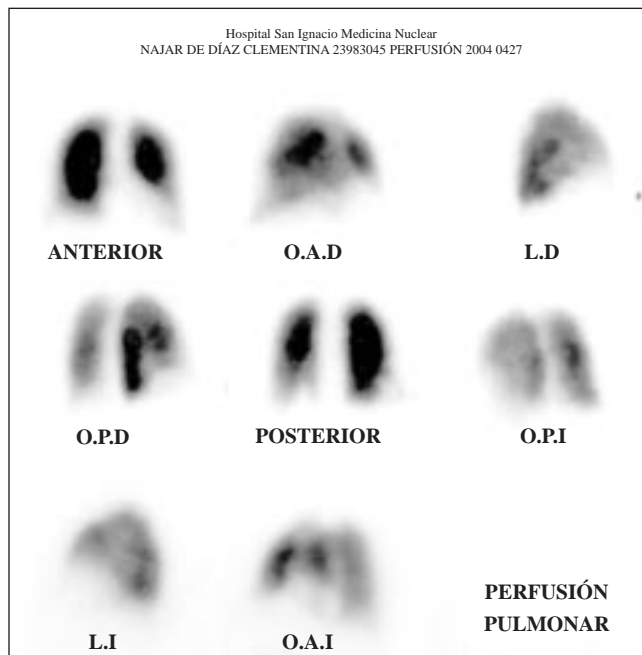 Hospital San Ignacio Medicina Nuclear
NAJAR DE DÍAZ CLEMENTINA 23983045 PERFUSIÓN 2004 0427
ANTERIOR O.A.D L.D
O.P.D POSTERIOR O.P.I
L.I O.A.I
PERFUSIÓN
PULMONAR